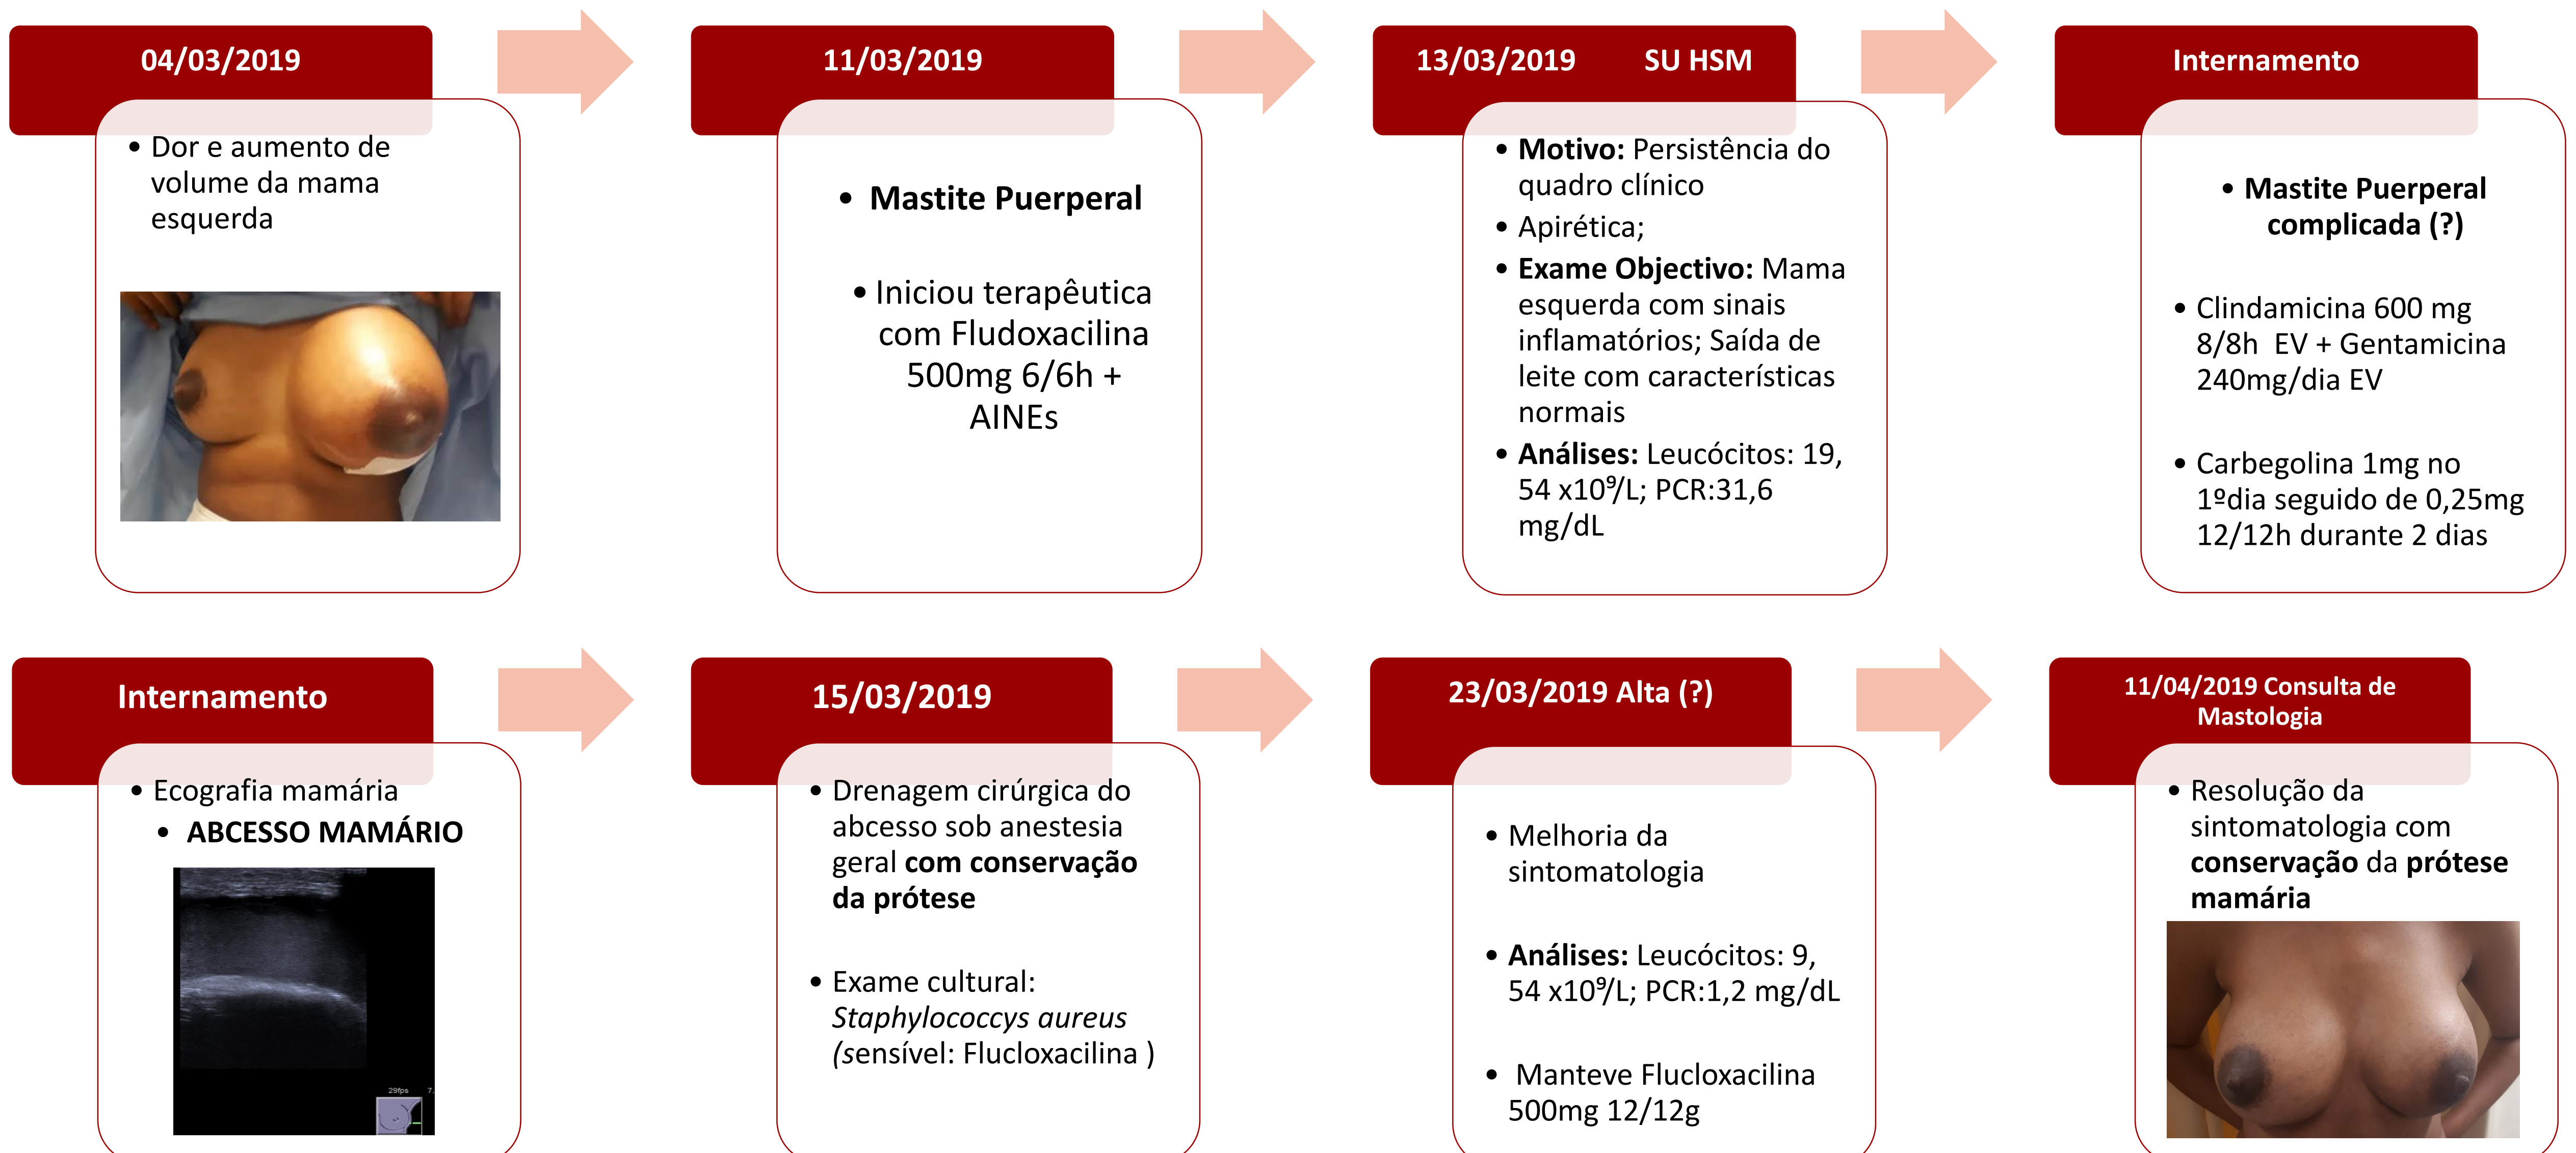 04/03/2019
• Dor e aumento de
volume da mama
esquerda
11/03/2019
• Mastite Puerperal
• Iniciou terapêutica
com Fludoxacilina
500mg 6/6h +
AINEs
13/03/2019 SU HSM
• Motivo: Persistência do
quadro clínico
• Apirética;
• Exame Objectivo: Mama
esquerda com sinais
inflamatórios; Saída de
leite com características
normais
• Análises: Leucócitos: 19,
54 x10⁹/L; PCR:31,6
mg/dL
Internamento
• Mastite Puerperal
complicada (?)
• Clindamicina 600 mg
8/8h EV + Gentamicina
240mg/dia EV
• Carbegolina 1mg no
1ºdia seguido de 0,25mg
12/12h durante 2 dias
Internamento
• Ecografia mamária
• ABCESSO MAMÁRIO
29fps 7.
15/03/2019
• Drenagem cirúrgica do
abcesso sob anestesia
geral com conservação
da prótese
• Exame cultural:
Staphylococcys aureus
(sensível: Flucloxacilina )
23/03/2019 Alta (?)
• Melhoria da
sintomatologia
• Análises: Leucócitos: 9,
54 x10⁹/L; PCR:1,2 mg/dL
• Manteve Flucloxacilina
500mg 12/12g
11/04/2019 Consulta de
Mastologia
• Resolução da
sintomatologia com
conservação da prótese
mamária